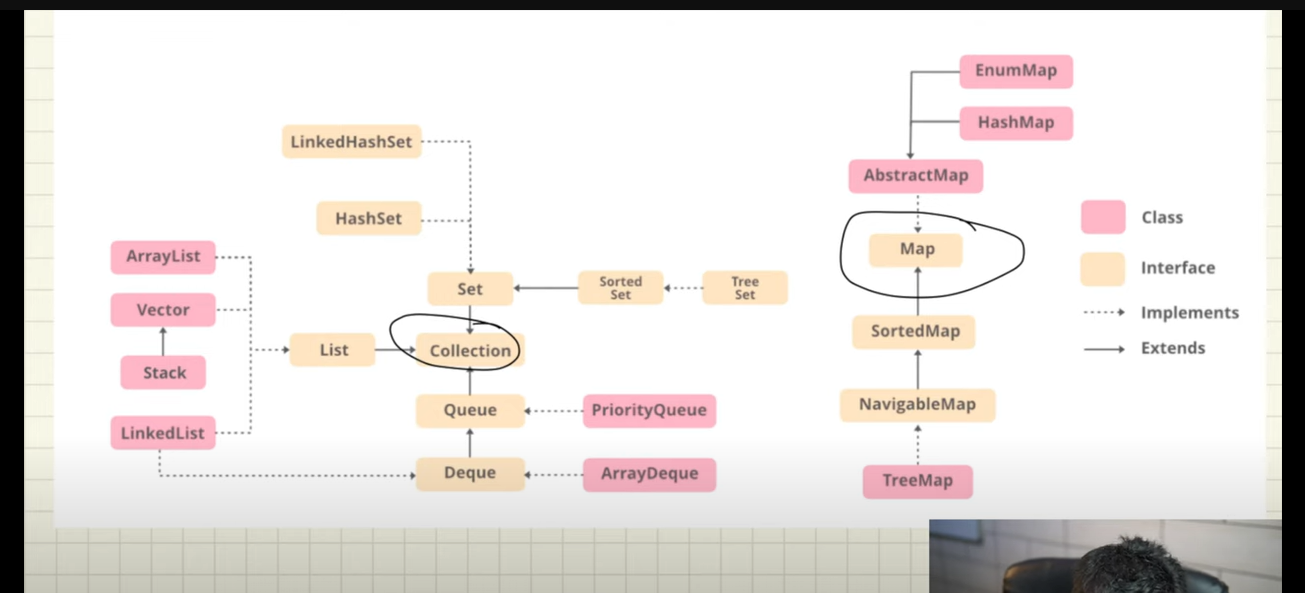 EnumMap
HashMap
LinkedHashSet
AbstractMap
HashSet
Class
ArrayList
Map
Interface
Set
Sorted
Set
Tree
Set
Vector
Implements
SortedMap
List
Collection
Extends
Stack
NavigableMap
Queue
PriorityQueue
LinkedList
Deque
ArrayDeque
TreeMap